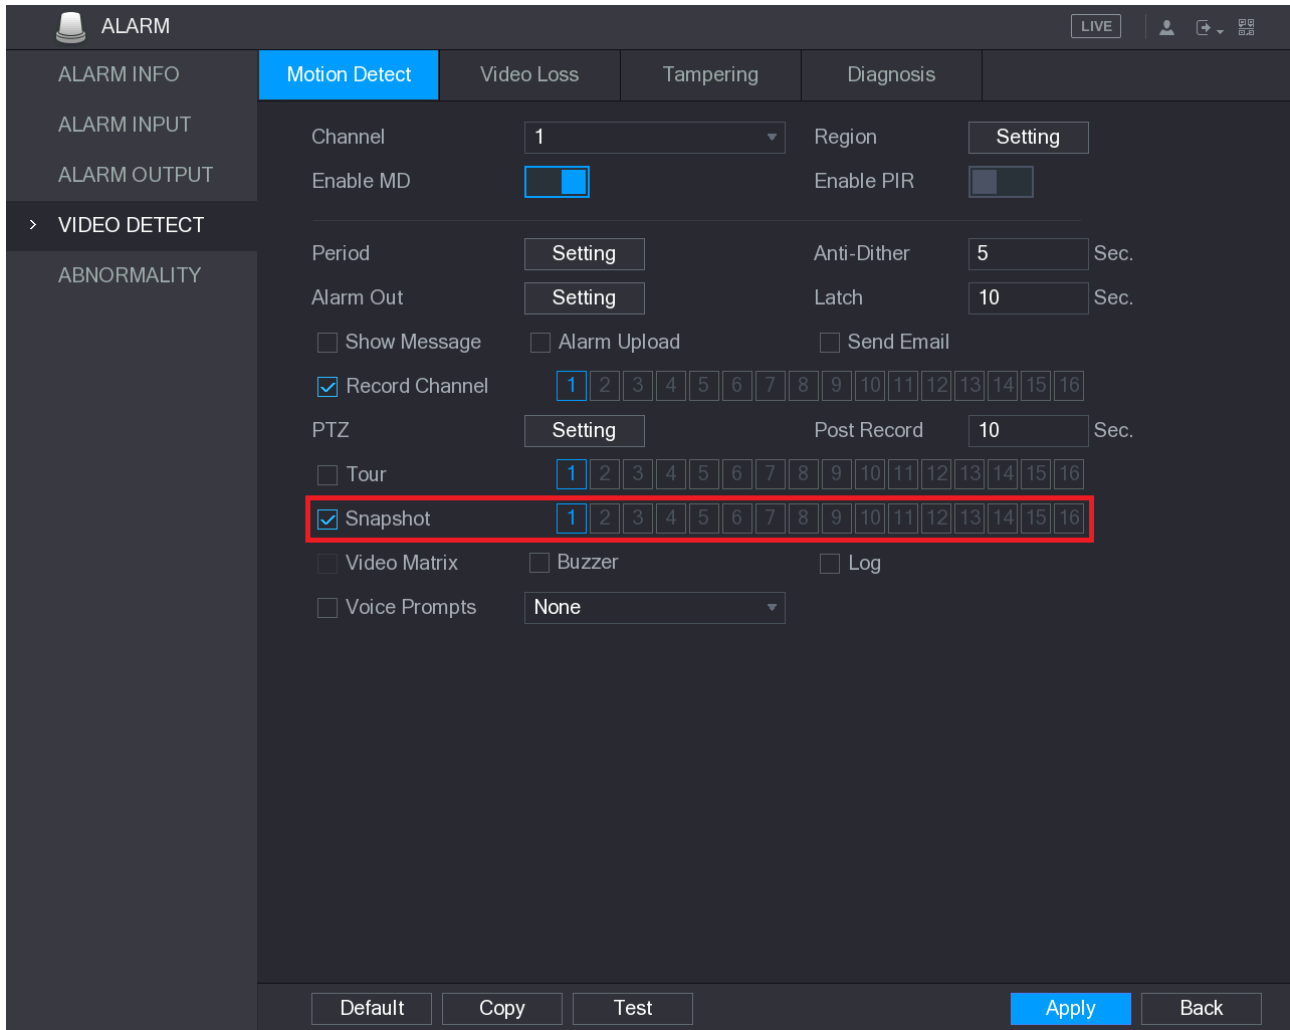 ALARM LIVE
ALARM INFO
ALARM INPUT
ALARM OUTPUT
VIDEO DETECT
ABNORMALITY
Motion Detect Video Loss Tampering Diagnosis
Channel 1 Region Setting
Enable MD Enable PIR
Period Setting Anti-Dither 5 Sec.
Alarm Out Setting Latch 10 Sec.
Show Message Alarm Upload Send Email
Record Channel 1 2 3 4 5 6 7 8 9 10 11 12 13 14 15 16
PTZ Setting Post Record 10 Sec.
Tour 1 2 3 4 5 6 7 8 9 10 11 12 13 14 15 16
Snapshot 1 2 3 4 5 6 7 8 9 10 11 12 13 14 15 16
Video Matrix Buzzer Log
Voice Prompts None
Default Copy Test Apply Back